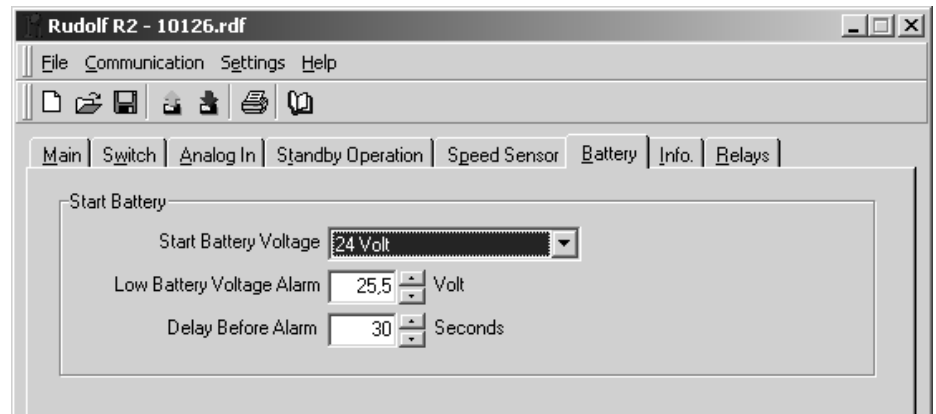 Rudolf R2 - 10126.rdf
File Communication Settings Help
Main Switch Analog In Standby Operation Speed Sensor Battery Info. Relays
Start Battery
Start Battery Voltage 24 Volt
Low Battery Voltage Alarm 25,5 Volt
Delay Before Alarm 30 Seconds